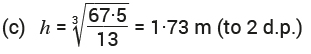 (c) h = ∛(67·5/13) = 1·73 m (to 2 d.p.)